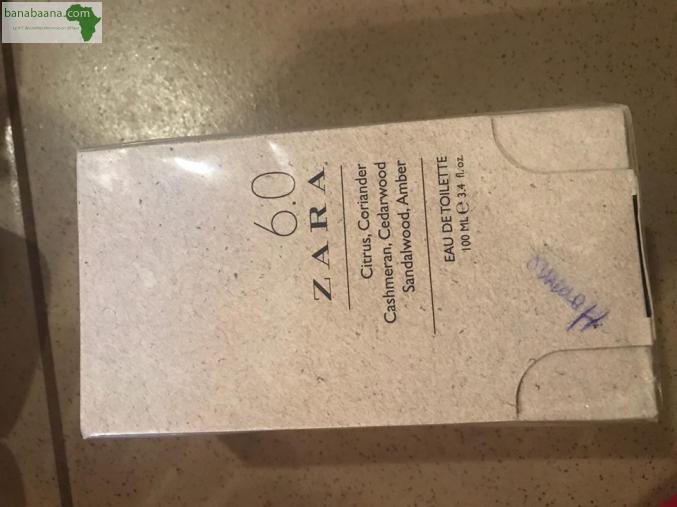 banabaana.com
6.0
ZARA
Citrus, Coriander
Cashmeran, Cedarwood
Sandalwood, Amber
EAU DE TOILETTE
100 ML ℮ 3.4 fl. oz.